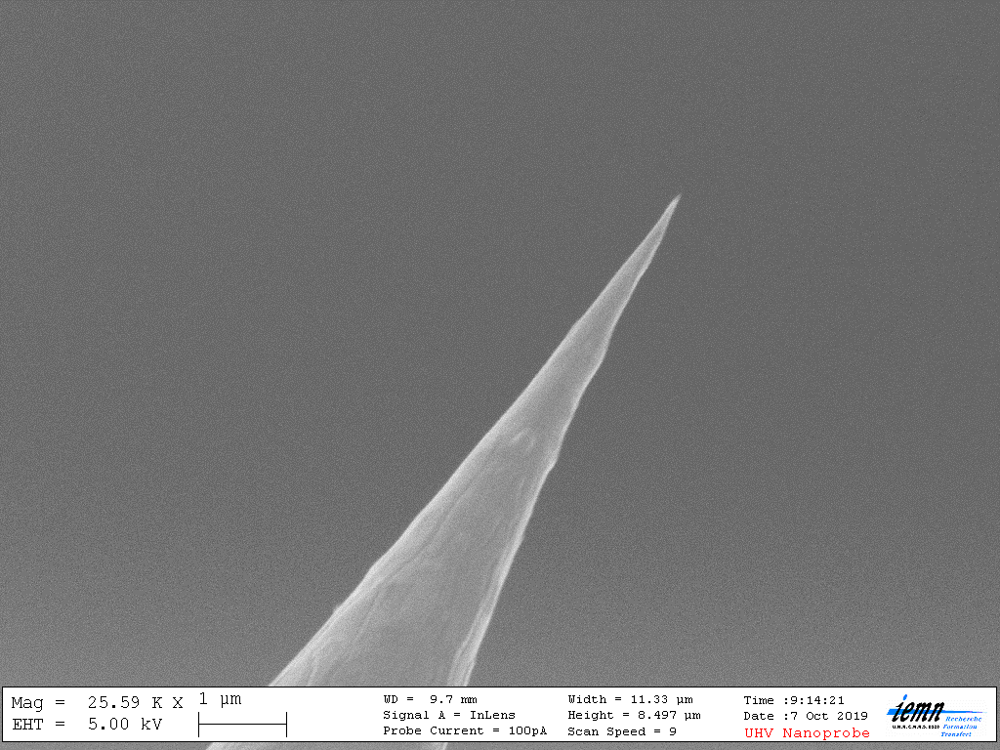 Mag = 25.59 K X
EHT = 5.00 kV
1 µm
WD = 9.7 mm
Signal A = InLens
Probe Current = 100pA
Width = 11.33 µm
Height = 8.497 µm
Scan Speed = 9
Time :9:14:21
Date :7 Oct 2019
UHV Nanoprobe
iemn
U.M.R. C.N.R.S. 8520
Recherche
Formation
Transfert